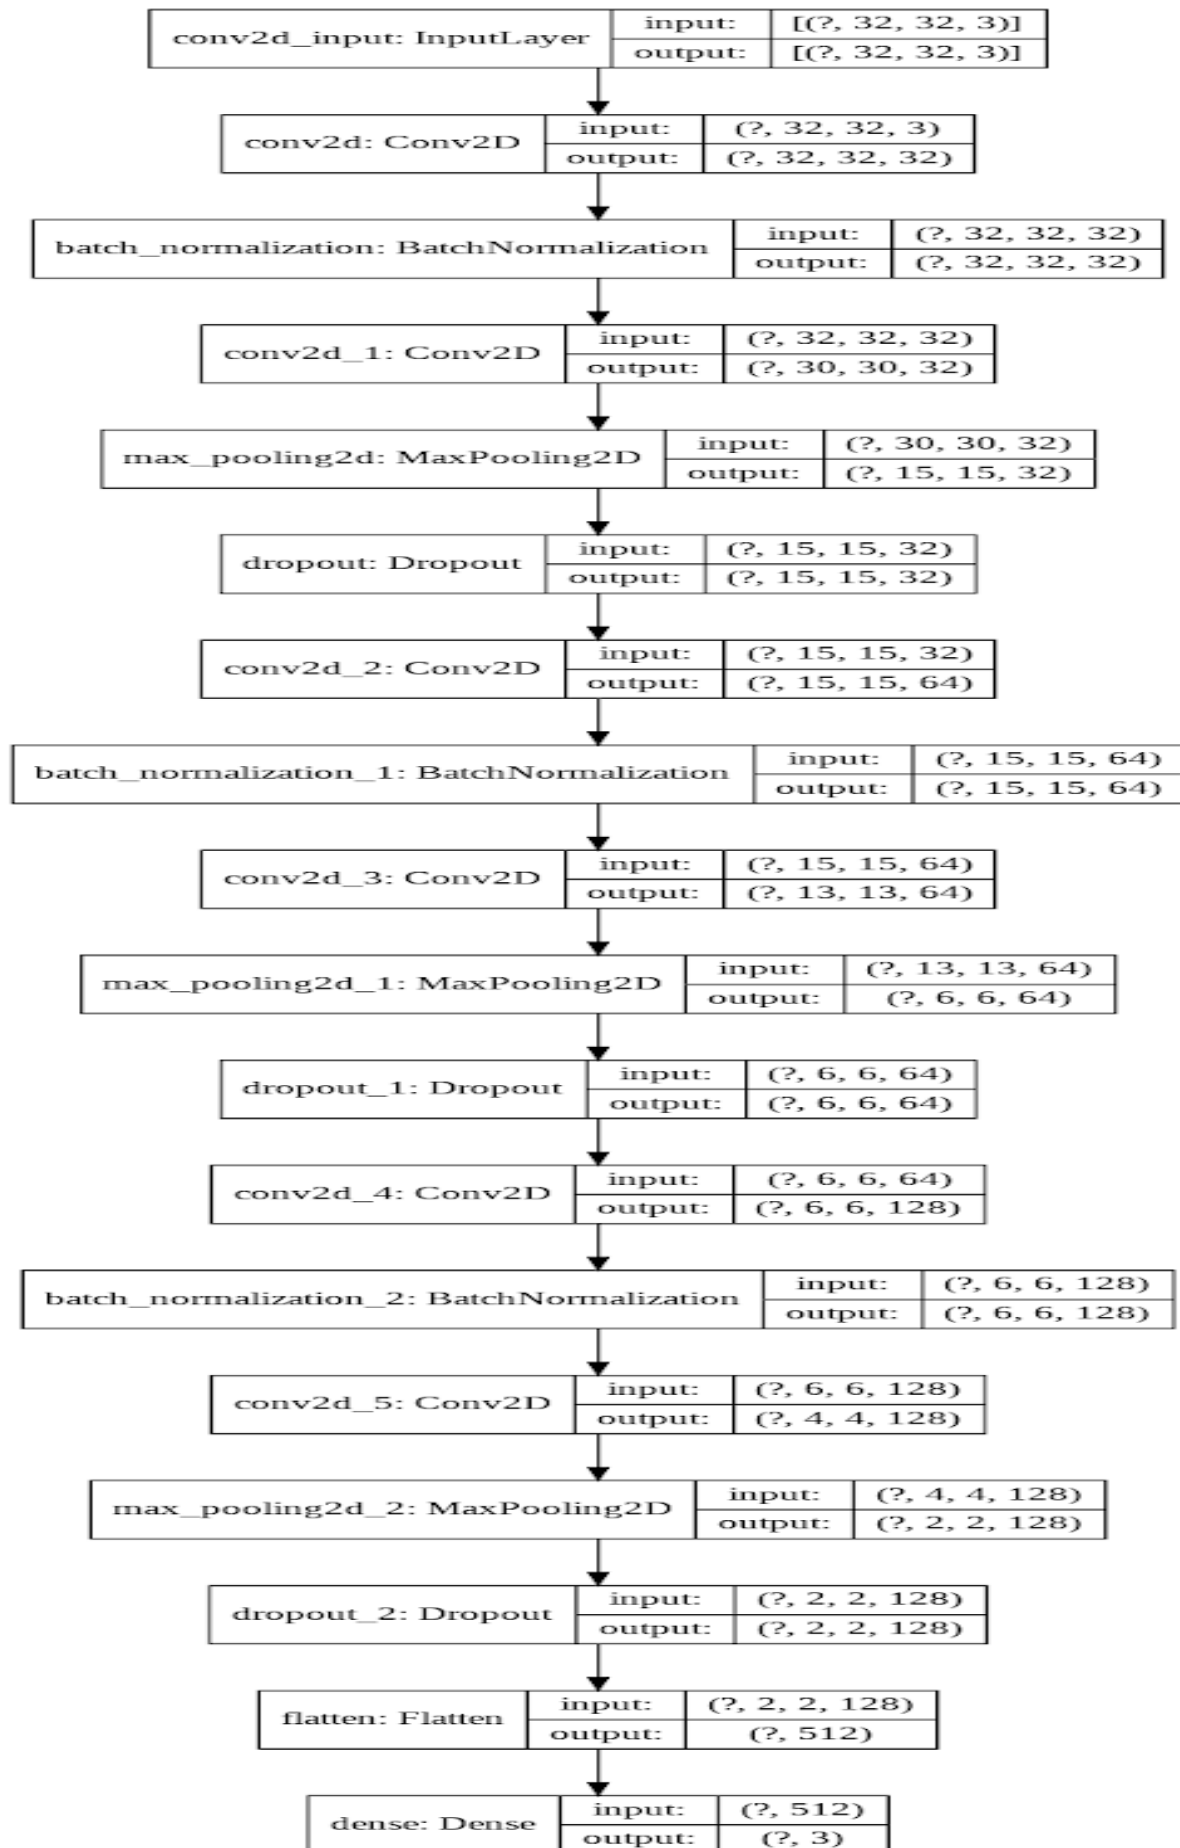 conv2d_input: InputLayer input: [(?, 32, 32, 3)]
output: [(?, 32, 32, 3)]
conv2d: Conv2D input: (?, 32, 32, 3)
output: (?, 32, 32, 32)
batch_normalization: BatchNormalization input: (?, 32, 32, 32)
output: (?, 32, 32, 32)
conv2d_1: Conv2D input: (?, 32, 32, 32)
output: (?, 30, 30, 32)
max_pooling2d: MaxPooling2D input: (?, 30, 30, 32)
output: (?, 15, 15, 32)
dropout: Dropout input: (?, 15, 15, 32)
output: (?, 15, 15, 32)
conv2d_2: Conv2D input: (?, 15, 15, 32)
output: (?, 15, 15, 64)
batch_normalization_1: BatchNormalization input: (?, 15, 15, 64)
output: (?, 15, 15, 64)
conv2d_3: Conv2D input: (?, 15, 15, 64)
output: (?, 13, 13, 64)
max_pooling2d_1: MaxPooling2D input: (?, 13, 13, 64)
output: (?, 6, 6, 64)
dropout_1: Dropout input: (?, 6, 6, 64)
output: (?, 6, 6, 64)
conv2d_4: Conv2D input: (?, 6, 6, 64)
output: (?, 6, 6, 128)
batch_normalization_2: BatchNormalization input: (?, 6, 6, 128)
output: (?, 6, 6, 128)
conv2d_5: Conv2D input: (?, 6, 6, 128)
output: (?, 4, 4, 128)
max_pooling2d_2: MaxPooling2D input: (?, 4, 4, 128)
output: (?, 2, 2, 128)
dropout_2: Dropout input: (?, 2, 2, 128)
output: (?, 2, 2, 128)
flatten: Flatten input: (?, 2, 2, 128)
output: (?, 512)
dense: Dense input: (?, 512)
output: (?, 3)